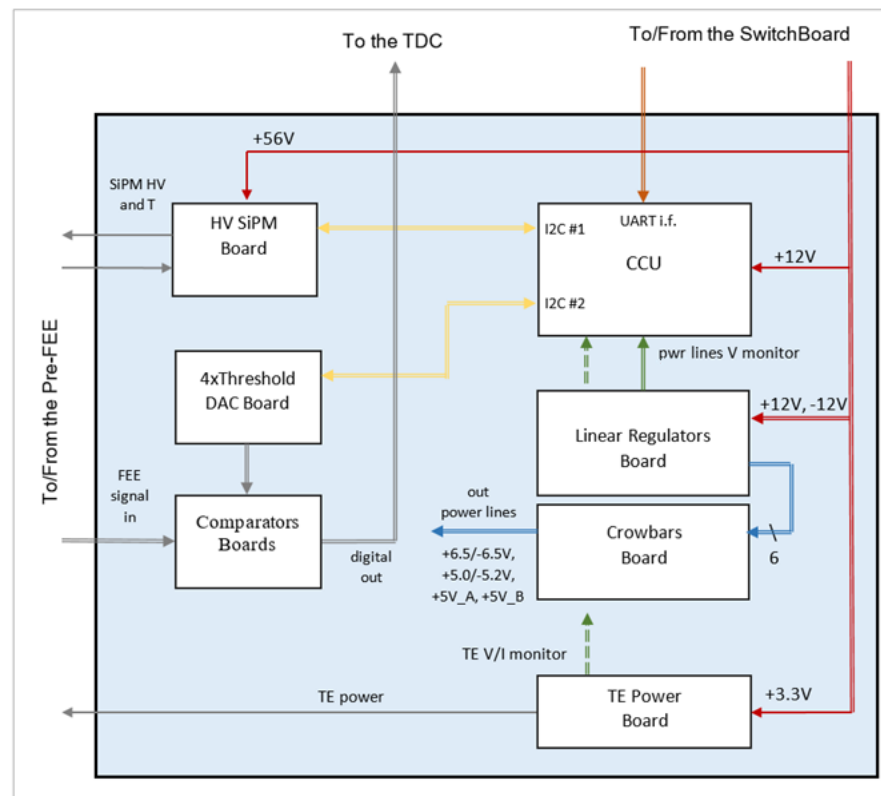 To the TDC
To/From the SwitchBoard
+56V
SiPM HV
and T
HV SiPM
Board
I2C #1
UART i.f.
CCU
+12V
I2C #2
pwr lines V monitor
To/From the Pre-FEE
4xThreshold
DAC Board
+12V, -12V
Linear Regulators
Board
FEE
signal
in
Comparators
Boards
digital
out
out
power lines
+6.5/-6.5V,
+5.0/-5.2V,
+5V_A, +5V_B
Crowbars
Board
6
TE V/I monitor
TE power
TE Power
Board
+3.3V